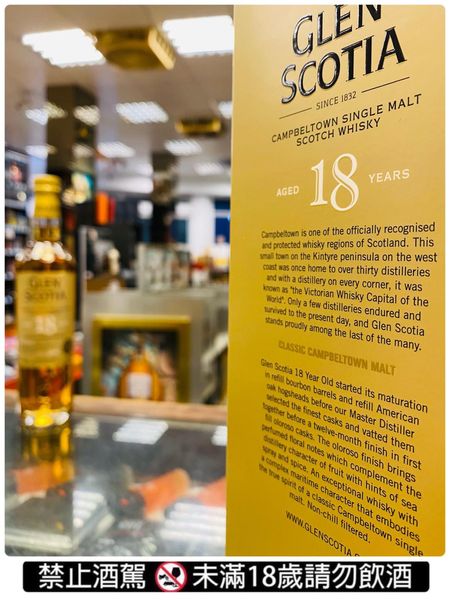 GLEN
SCOTIA
SINCE 1832
CAMPBELTOWN SINGLE MALT
SCOTCH WHISKY
AGED 18 YEARS
Campbeltown is one of the officially recognised
and protected whisky regions of Scotland. This
small town on the Kintyre peninsula on the west
coast was once home to over thirty distilleries
and with a distillery on every corner, it was
known as "the Victorian Whisky Capital of the
World". Only a few distilleries endured and
survived to the present day, and Glen Scotia
stands proudly among the last of the many.
CLASSIC CAMPBELTOWN MALT
Glen Scotia 18 Year Old started its maturation
in refill bourbon barrels and refill American
oak hogsheads before our Master Distiller
selected the finest casks and vatted them
together before a twelve-month finish in first
fill oloroso casks. The oloroso finish brings
perfumed floral notes which complement the
distillery character of fruit with hints of sea
spray and spice. An exceptional whisky with
a complex maritime character that embodies
the true spirit of a classic Campbeltown single
malt. Non-chill filtered.
WWW.GLENSCOTIA.
GLEN
SCOTIA
18
禁止酒駕 未滿18歲請勿飲酒